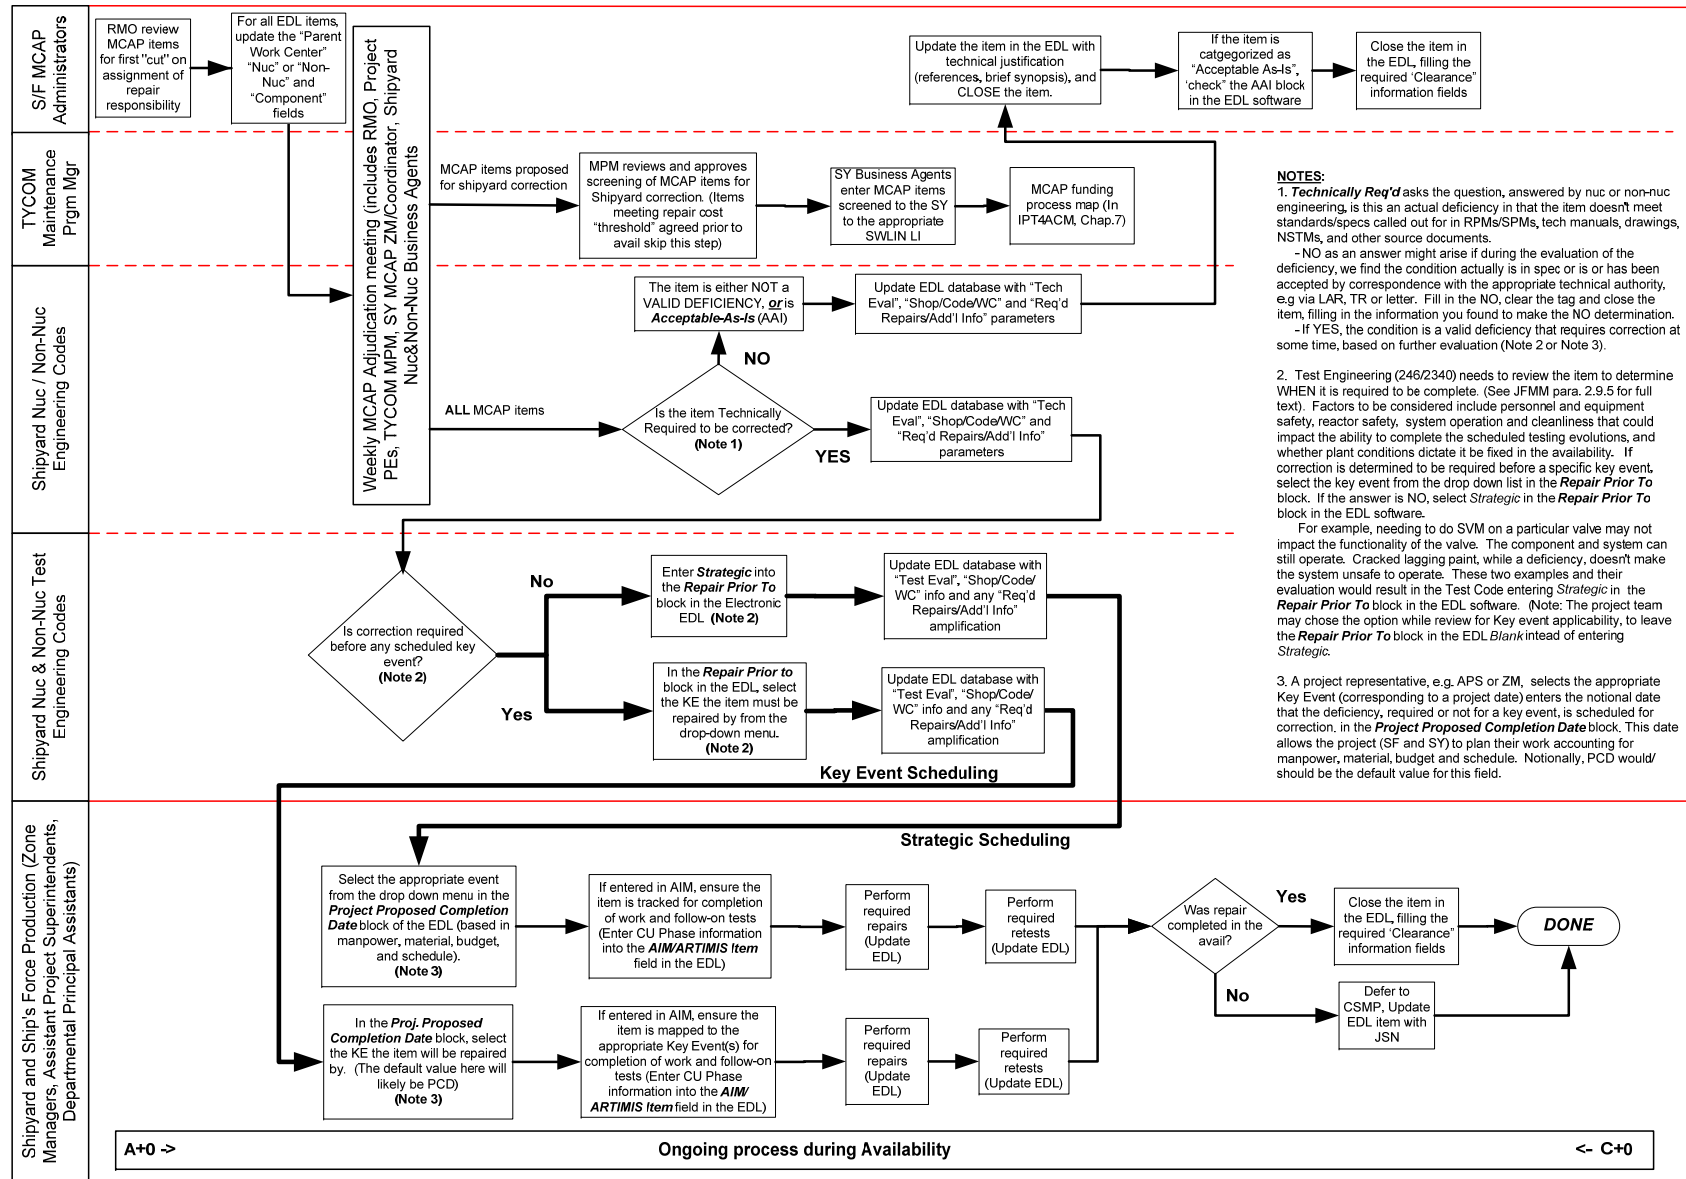 S/F MCAP
Administrators
RMO review
MCAP items
for first "cut" on
assignment of
repair
responsibility
For all EDL items,
update the “Parent
Work Center”
“Nuc” or “Non-
Nuc” and
“Component”
fields
Weekly MCAP Adjudication meeting (includes RMO, Project
PEs, TYCOM MPM, SY MCAP ZM/Coordinator, Shipyard
Nuc&Non-Nuc Business Agents
Update the item in the EDL with
technical justification
(references, brief synopsis), and
CLOSE the item.
If the item is
catgegorized as
“Acceptable As-Is”,
‘check” the AAI block
in the EDL software
Close the item in
the EDL, filling the
required ‘Clearance”
information fields
TYCOM
Maintenance
Prgm Mgr
MCAP items proposed
for shipyard correction
MPM reviews and approves
screening of MCAP items for
Shipyard correction. (Items
meeting repair cost
“threshold” agreed prior to
avail skip this step)
SY Business Agents
enter MCAP items
screened to the SY
to the appropriate
SWLIN LI
MCAP funding
process map (In
IPT4ACM, Chap.7)
Shipyard Nuc / Non-Nuc
Engineering Codes
The item is either NOT A
VALID DEFICIENCY, or is
Acceptable-As-Is (AAI)
Update EDL database with “Tech
Eval”, “Shop/Code/WC” and “Req’d
Repairs/Add’l Info” parameters
NO
ALL MCAP items
Is the item Technically
Required to be corrected?
(Note 1)
YES
Update EDL database with “Tech
Eval”, “Shop/Code/WC” and
“Req’d Repairs/Add’l Info”
parameters
Shipyard Nuc & Non-Nuc Test
Engineering Codes
Is correction required
before any scheduled key
event?
(Note 2)
No
Enter Strategic into
the Repair Prior To
block in the Electronic
EDL (Note 2)
Update EDL database with
“Test Eval”, “Shop/Code/
WC” info and any “Req’d
Repairs/Add’l Info”
amplification
Yes
In the Repair Prior to
block in the EDL, select
the KE the item must be
repaired by from the
drop-down menu.
(Note 2)
Update EDL database with
“Test Eval”, “Shop/Code/
WC” info and any “Req’d
Repairs/Add’l Info”
amplification
Key Event Scheduling
NOTES:
1. Technically Req'd asks the question, answered by nuc or non-nuc
engineering, is this an actual deficiency in that the item doesn't meet
standards/specs called out for in RPMs/SPMs, tech manuals, drawings,
NSTMs, and other source documents.
- NO as an answer might arise if during the evaluation of the
deficiency, we find the condition actually is in spec or is or has been
accepted by correspondence with the appropriate technical authority,
e.g via LAR, TR or letter. Fill in the NO, clear the tag and close the
item, filling in the information you found to make the NO determination.
- If YES, the condition is a valid deficiency that requires correction at
some time, based on further evaluation (Note 2 or Note 3).
2. Test Engineering (246/2340) needs to review the item to determine
WHEN it is required to be complete. (See JFMM para. 2.9.5 for full
text). Factors to be considered include personnel and equipment
safety, reactor safety, system operation and cleanliness that could
impact the ability to complete the scheduled testing evolutions, and
whether plant conditions dictate it be fixed in the availability. If
correction is determined to be required before a specific key event,
select the key event from the drop down list in the Repair Prior To
block. If the answer is NO, select Strategic in the Repair Prior To
block in the EDL software.
For example, needing to do SVM on a particular valve may not
impact the functionality of the valve. The component and system can
still operate. Cracked lagging paint, while a deficiency, doesn't make
the system unsafe to operate. These two examples and their
evaluation would result in the Test Code entering Strategic in the
Repair Prior To block in the EDL software. (Note: The project team
may chose the option while review for Key event applicability, to leave
the Repair Prior To block in the EDL Blank intead of entering
Strategic.
3. A project representative, e.g. APS or ZM, selects the appropriate
Key Event (corresponding to a project date) enters the notional date
that the deficiency, required or not for a key event, is scheduled for
correction. in the Project Proposed Completion Date block. This date
allows the project (SF and SY) to plan their work accounting for
manpower, material, budget and schedule. Notionally, PCD would/
should be the default value for this field.
Shipyard and Ship's Force Production (Zone
Managers, Assistant Project Superintendents,
Departmental Principal Assistants)
Strategic Scheduling
Select the appropriate event
from the drop down menu in the
Project Proposed Completion
Date block of the EDL (based in
manpower, material, budget,
and schedule).
(Note 3)
If entered in AIM, ensure the
item is tracked for completion
of work and follow-on tests
(Enter CU Phase information
into the AIM/ARTIMIS Item
field in the EDL)
Perform
required
repairs
(Update
EDL)
Perform
required
retests
(Update EDL)
Was repair
completed in the
avail?
Yes
Close the item in
the EDL, filling the
required ‘Clearance”
information fields
DONE
No
Defer to
CSMP, Update
EDL item with
JSN
In the Proj. Proposed
Completion Date block, select
the KE the item will be repaired
by. (The default value here will
likely be PCD)
(Note 3)
If entered in AIM, ensure the
item is mapped to the
appropriate Key Event(s) for
completion of work and follow-on
tests (Enter CU Phase
information into the AIM/
ARTIMIS Item field in the EDL)
Perform
required
repairs
(Update
EDL)
Perform
required
retests
(Update EDL)
A+0 ->
Ongoing process during Availability
<- C+0